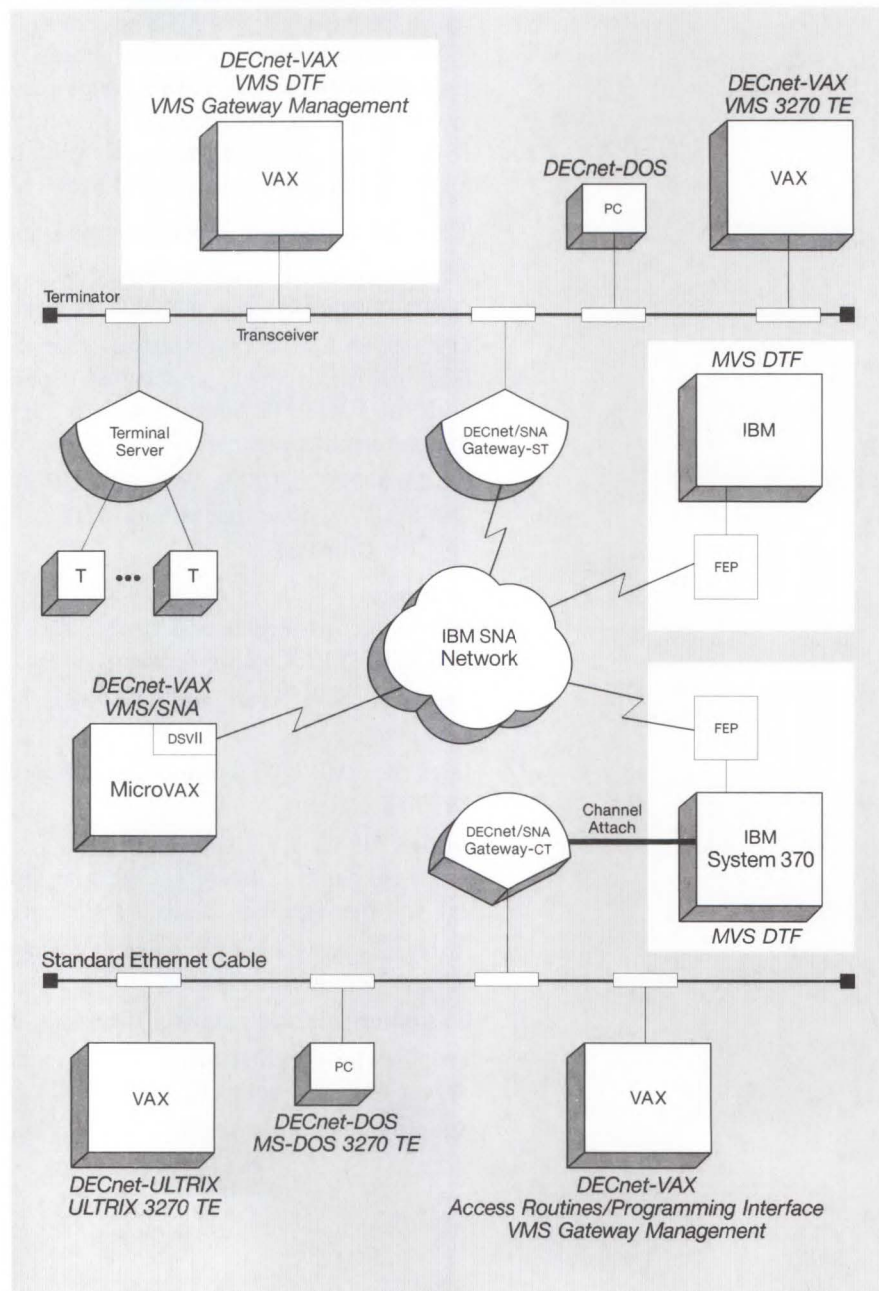 DECnet-VAX
VMS DTF
VMS Gateway Management
VAX
DECnet-DOS
PC
DECnet-VAX
VMS 3270 TE
VAX
Terminator
Transceiver
Terminal
Server
T
•••
T
DECnet/SNA
Gateway-ST
MVS DTF
IBM
FEP
IBM SNA
Network
DECnet-VAX
VMS/SNA
DSVII
MicroVAX
FEP
DECnet/SNA
Gateway-CT
Channel
Attach
IBM
System 370
MVS DTF
Standard Ethernet Cable
VAX
DECnet-ULTRIX
ULTRIX 3270 TE
PC
DECnet-DOS
MS-DOS 3270 TE
VAX
DECnet-VAX
Access Routines/Programming Interface
VMS Gateway Management